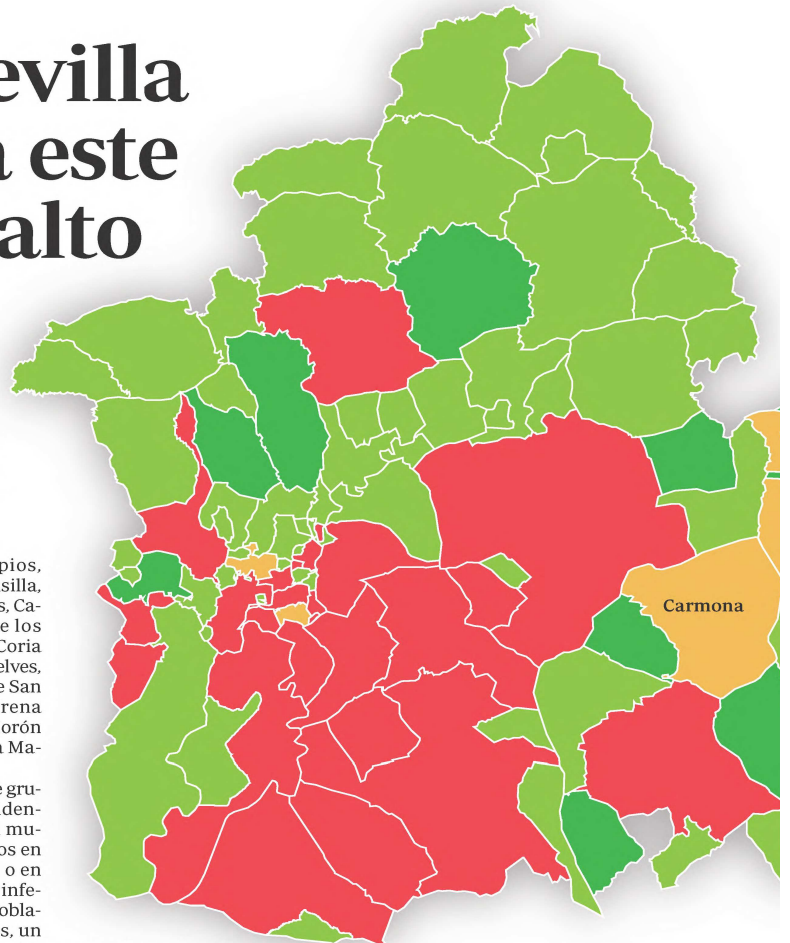 evilla
a este
alto
pios,
silla,
s, Ca-
e los
Coria
elves,
e San
rena
orón
a Ma-
e gru-
iden-
mu-
os en
o en
infe-
obla-
s, un
Carmona